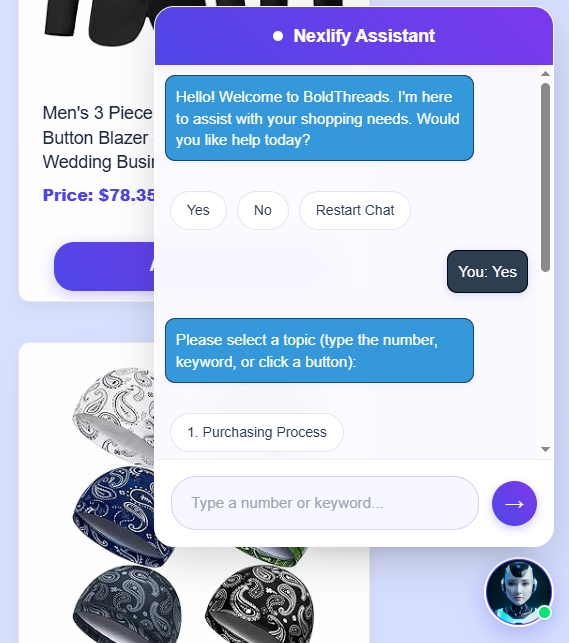 Nexlify Assistant
Hello! Welcome to BoldThreads. I'm here
to assist with your shopping needs. Would
you like help today?
Yes
No
Restart Chat
You: Yes
Please select a topic (type the number,
keyword, or click a button):
1. Purchasing Process
Type a number or keyword...
→
Men's 3 Piece
Button Blazer
Wedding Busin
Price: $78.35